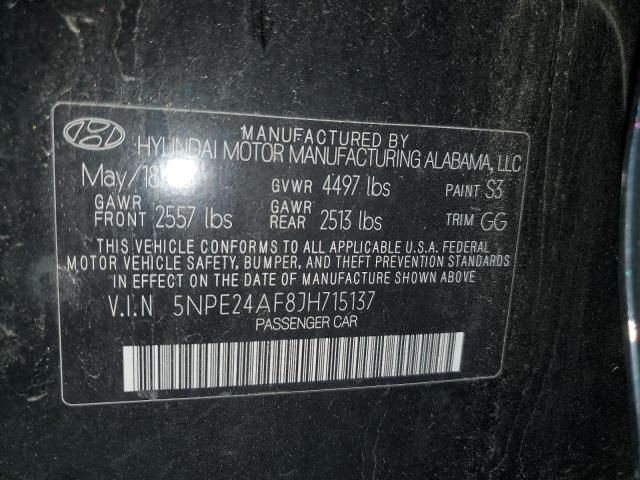 MANUFACTURED BY
HYUNDAI MOTOR MANUFACTURING ALABAMA, LLC
May/18 GVWR 4497 lbs PAINT S3
GAWR FRONT 2557 lbs GAWR REAR 2513 lbs TRIM GG
THIS VEHICLE CONFORMS TO ALL APPLICABLE U.S.A. FEDERAL
MOTOR VEHICLE SAFETY, BUMPER, AND THEFT PREVENTION STANDARDS
IN EFFECT ON THE DATE OF MANUFACTURE SHOWN ABOVE.
V.I.N 5NPE24AF8JH715137
PASSENGER CAR